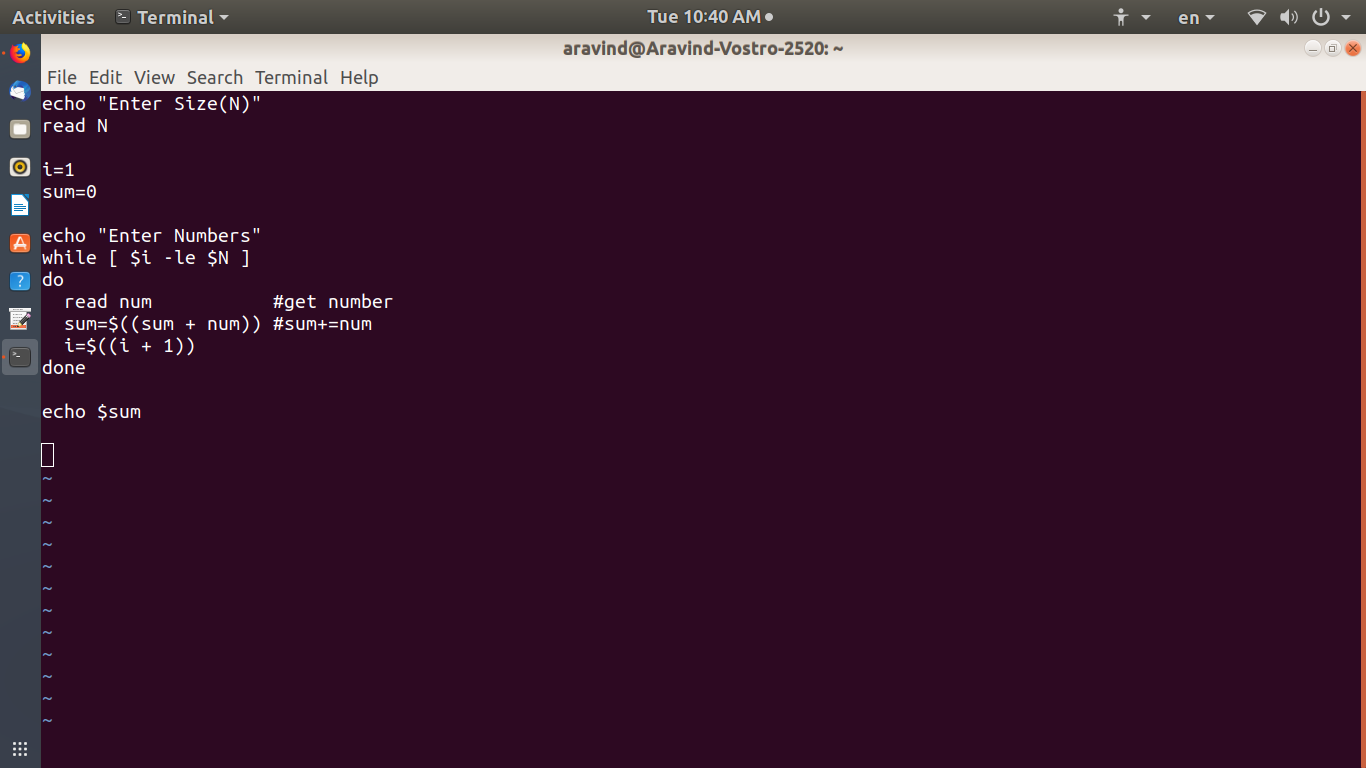 Activities Terminal Tue 10:40 AM en
aravind@Aravind-Vostro-2520: ~
File Edit View Search Terminal Help
echo "Enter Size(N)"
read N
i=1
sum=0
echo "Enter Numbers"
while [ $i -le $N ]
do
  read num           #get number
  sum=$((sum + num)) #sum+=num
  i=$((i + 1))
done
echo $sum
~
~
~
~
~
~
~
~
~
~
~
~